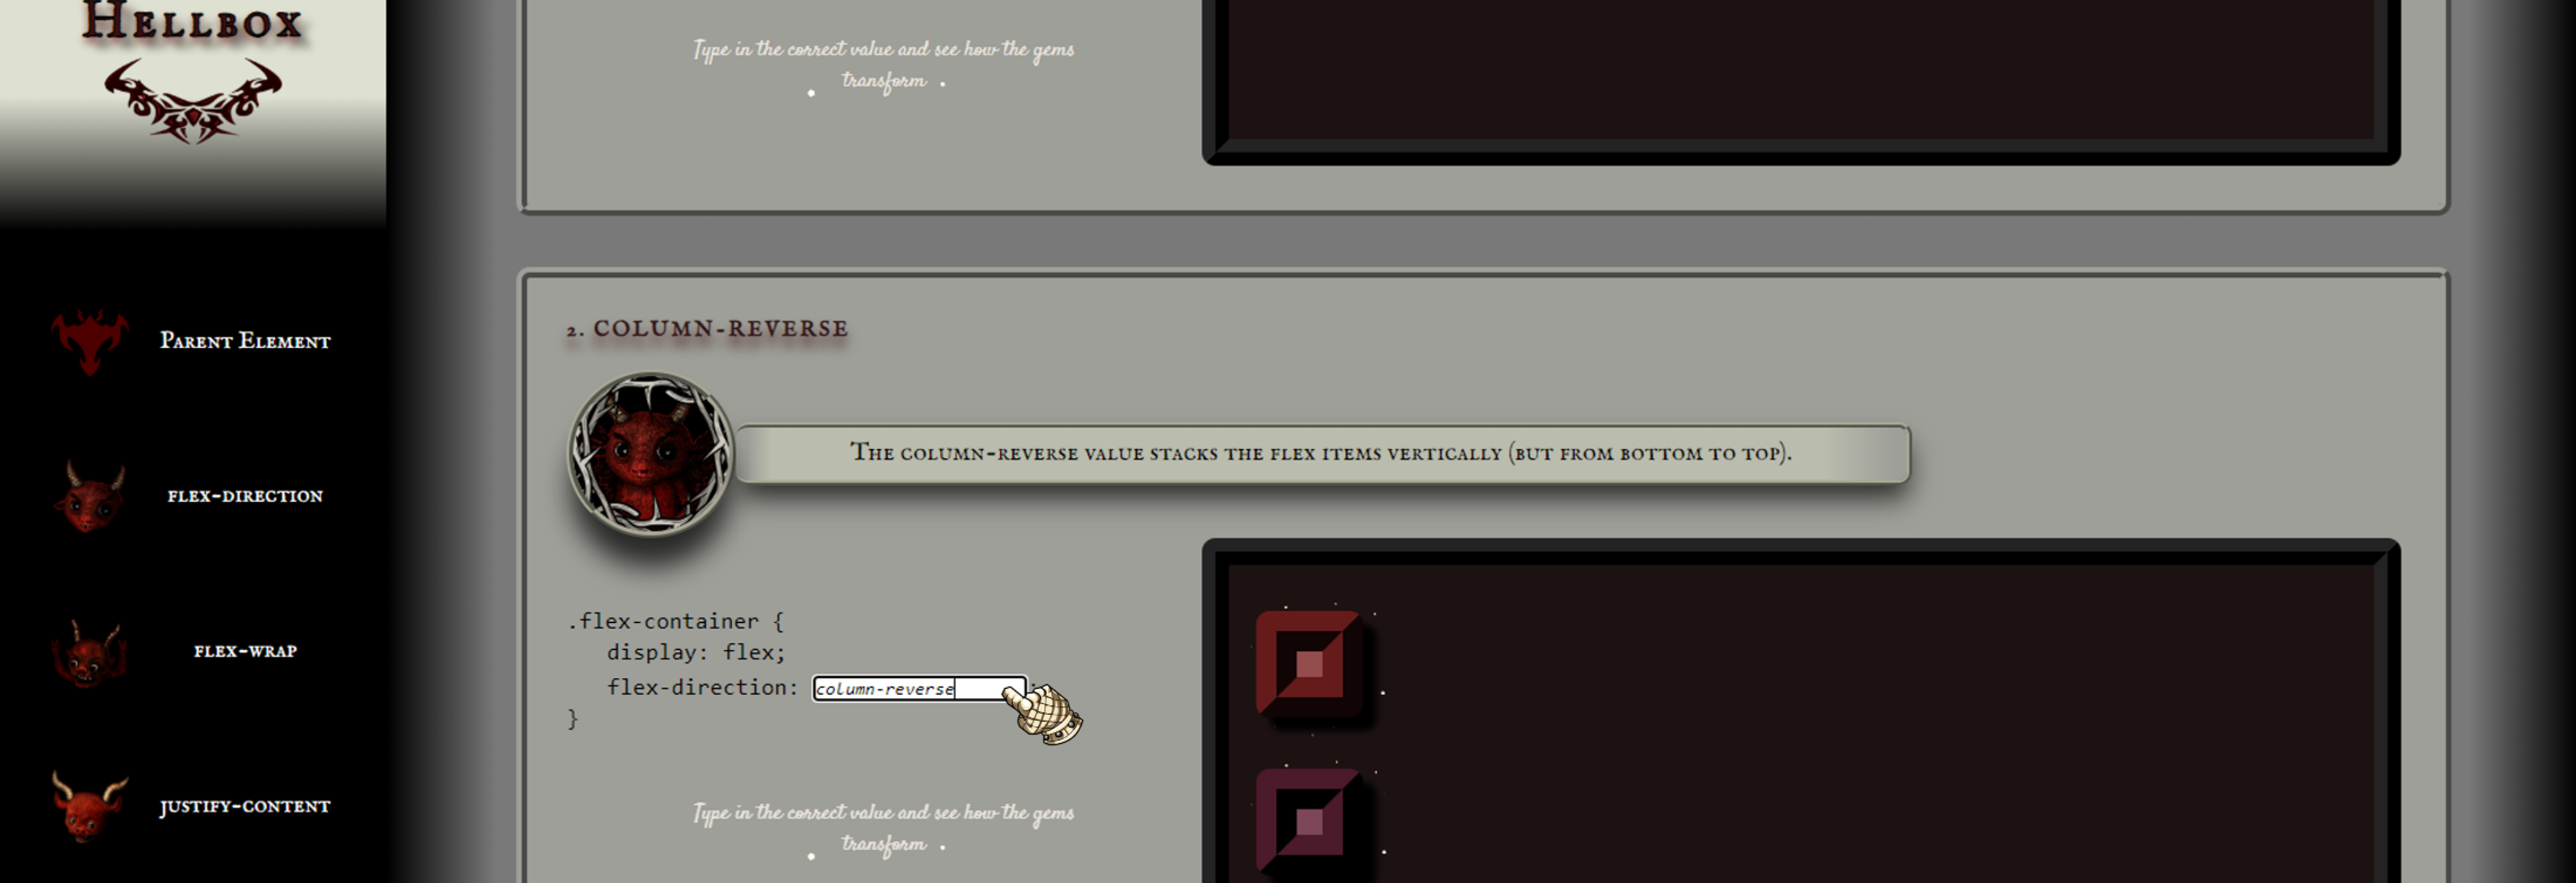 Hellbox
Type in the correct value and see how the gems
transform
Parent Element
flex-direction
flex-wrap
justify-content
2. COLUMN-REVERSE
The column-reverse value stacks the flex items vertically (but from bottom to top).
.flex-container {
display: flex;
flex-direction: column-reverse ;
}
Type in the correct value and see how the gems
transform